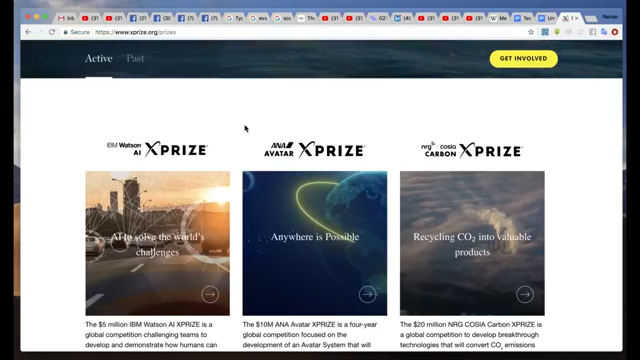 Rehan
Secure
https://www.xprize.org/prizes
Active
Past
GET INVOLVED
IBM Watson
AI XPRIZE
ANA
AVATAR XPRIZE
nrg cosia
CARBON XPRIZE
AI to solve the world's
challenges
Anywhere is Possible
Recycling CO₂ into valuable
products
The $5 million IBM Watson AI XPRIZE is a
global competition challenging teams to
develop and demonstrate how humans can
The $10M ANA Avatar XPRIZE is a four-year
global competition focused on the
development of an Avatar System that will
The $20 million NRG COSIA Carbon XPRIZE is
a global competition to develop breakthrough
technologies that will convert CO₂ emissions